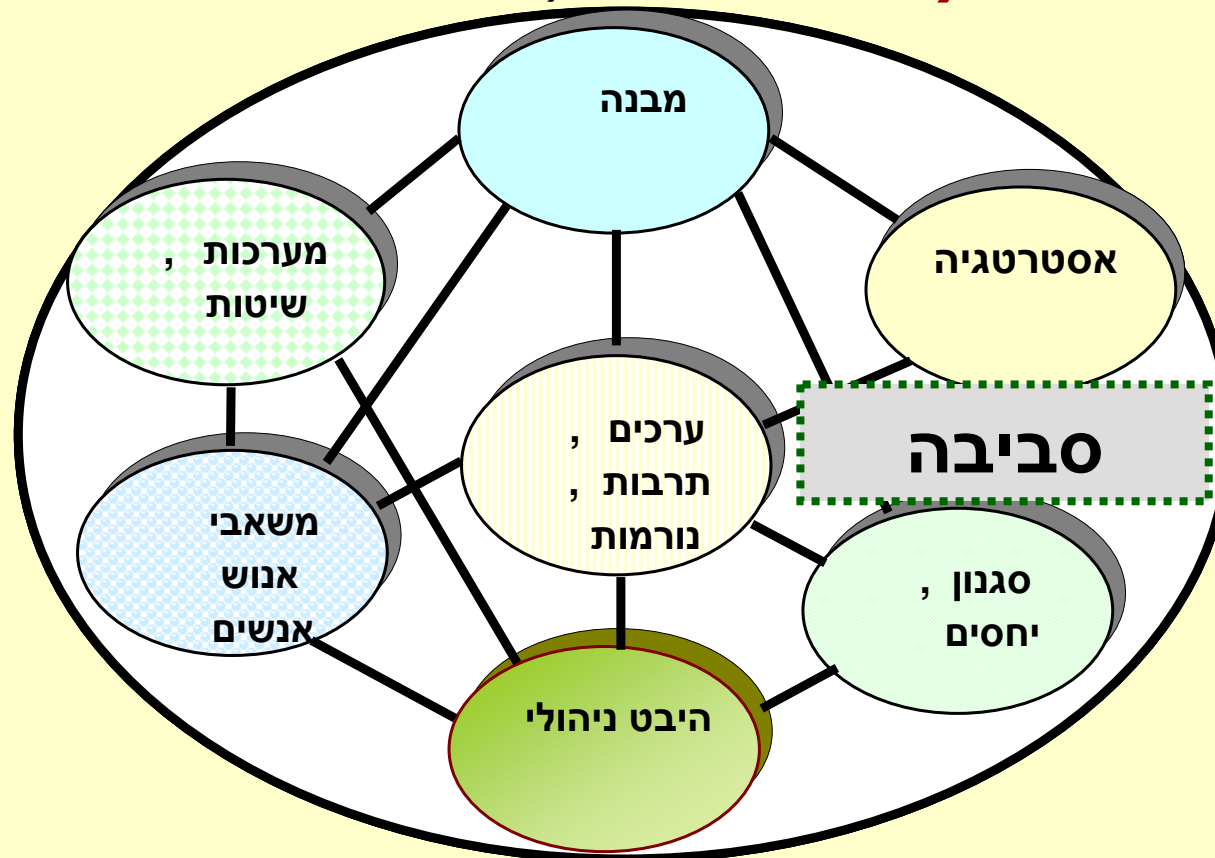 מבנה
אסטרטגיה
מערכות ,
שיטות
סביבה
ערכים ,
תרבות ,
נורמות
משאבי
אנוש
אנשים
סגנון ,
יחסים
היבט ניהולי